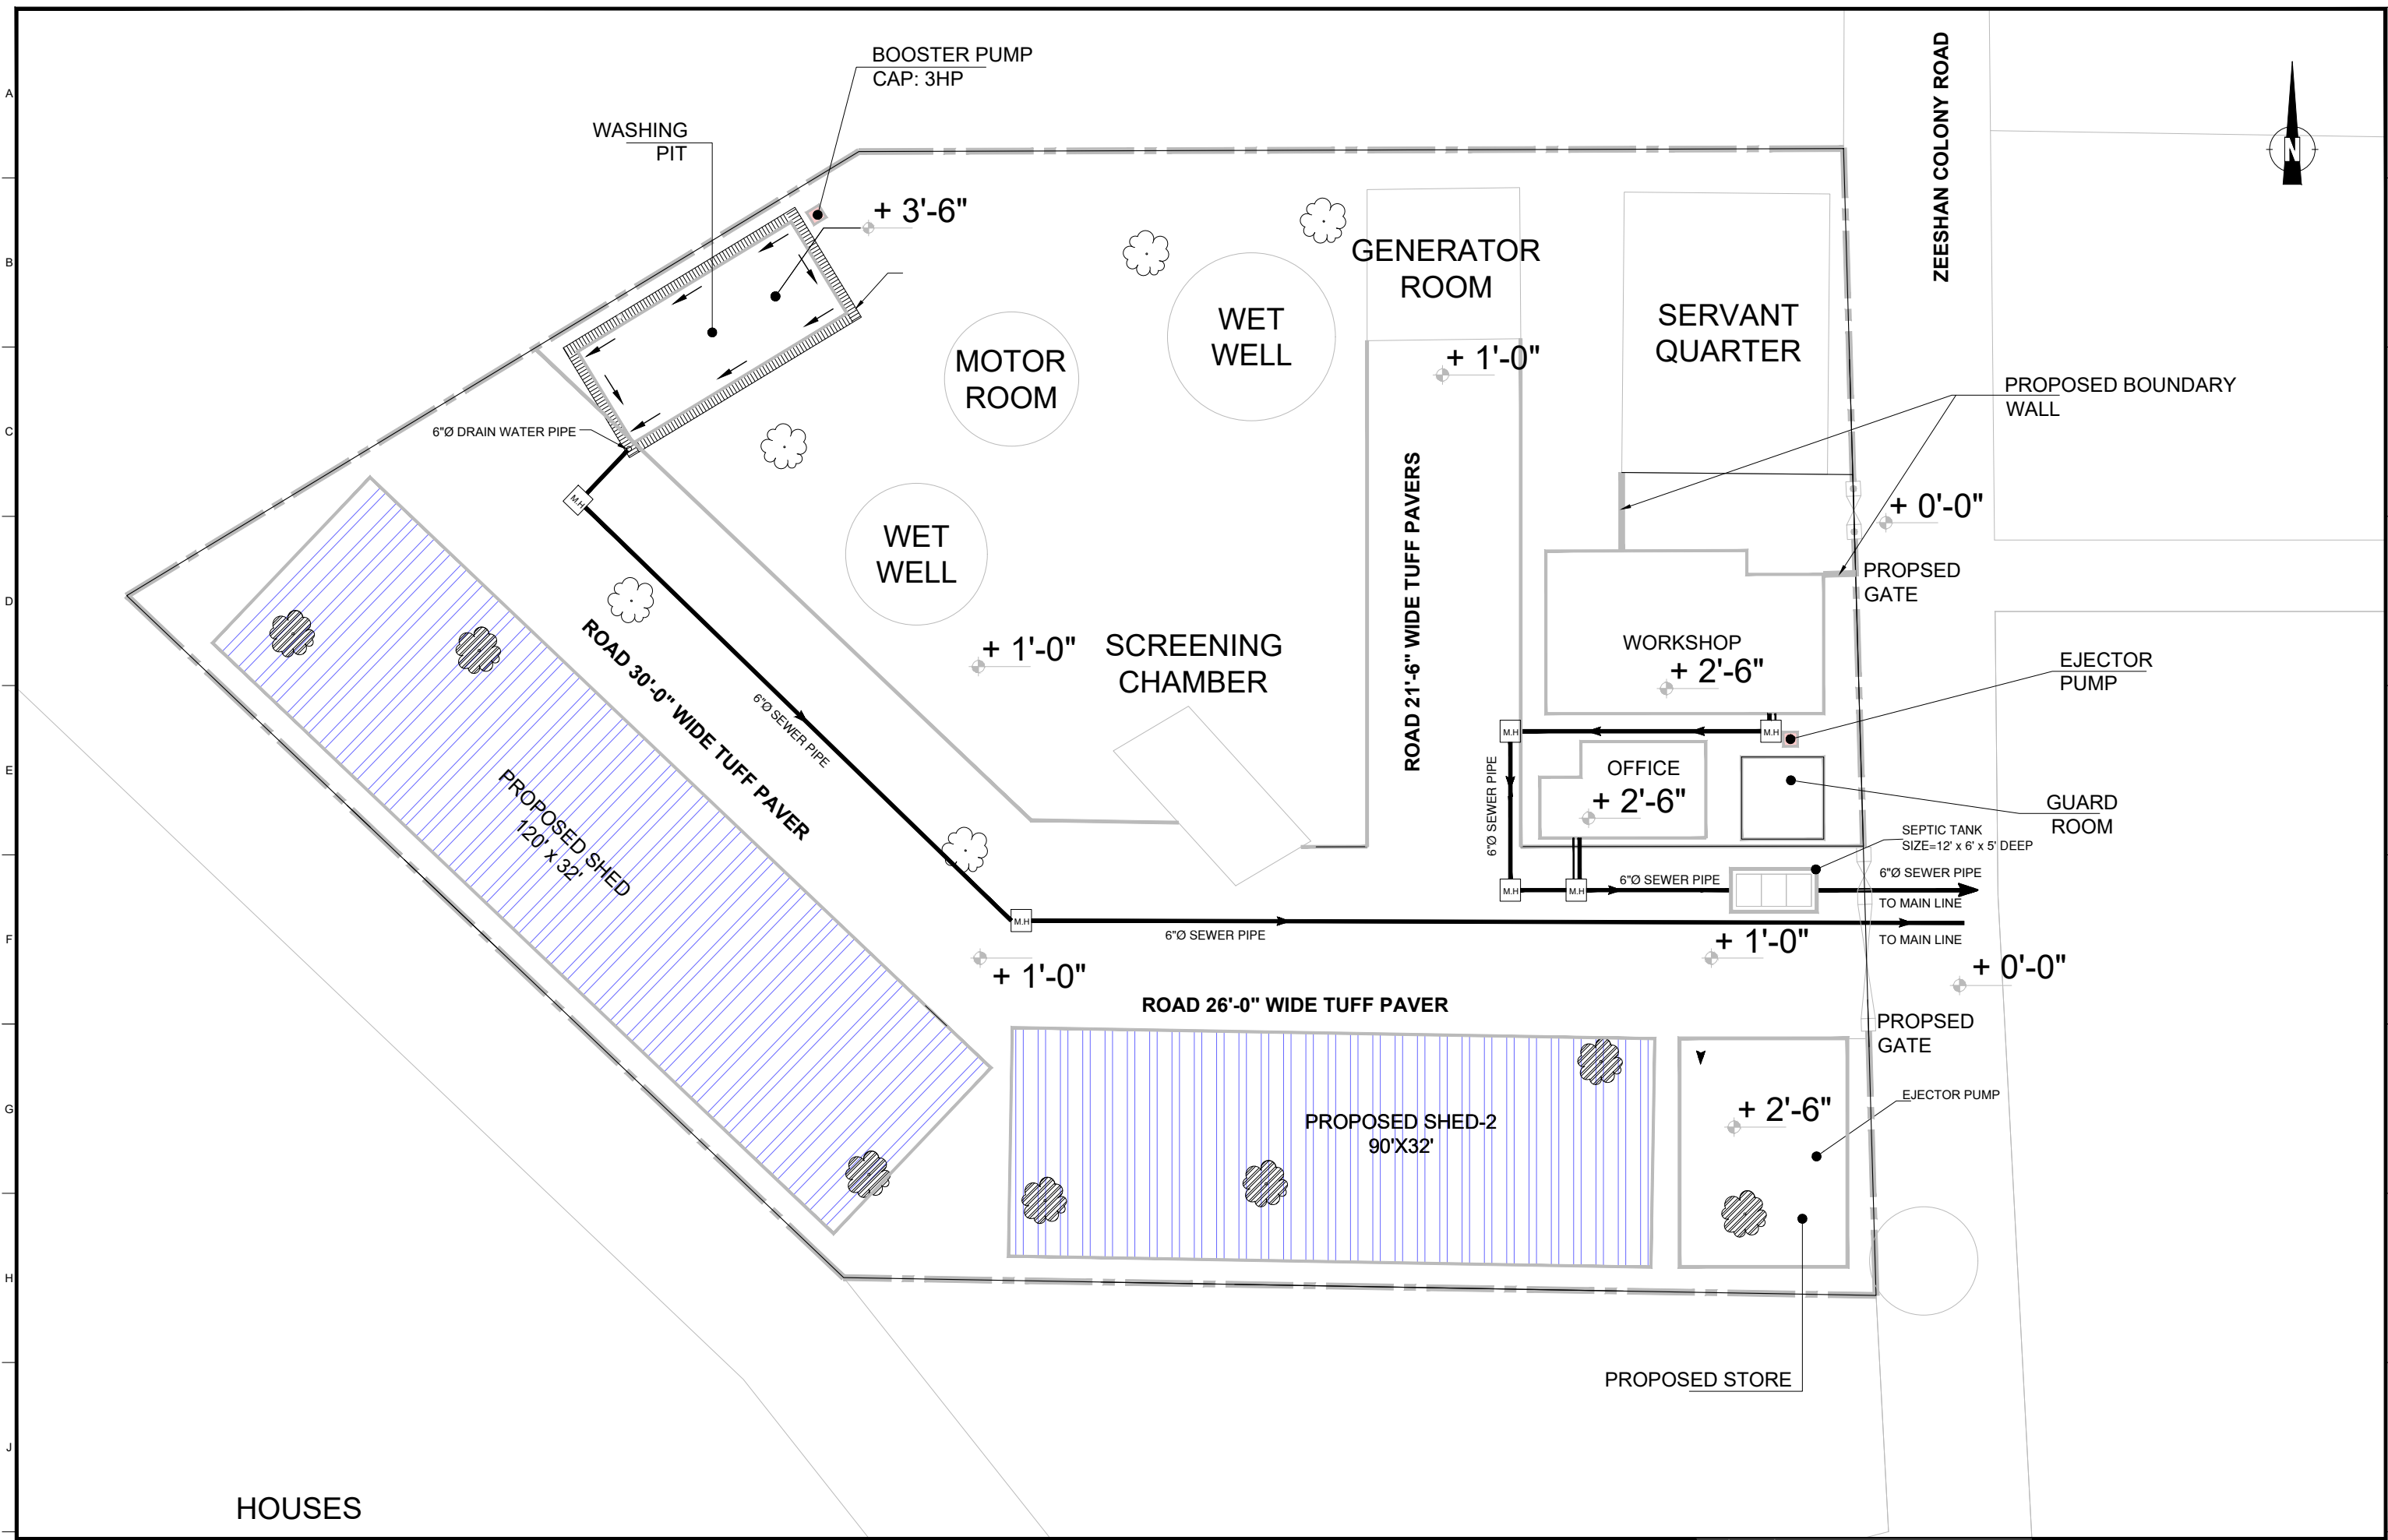 BOOSTER PUMP
CAP: 3HP
WASHING
PIT
ZEESHAN COLONY ROAD
N
A
B
C
D
E
F
G
H
J
+ 3'-6"
GENERATOR
ROOM
WET
WELL
SERVANT
QUARTER
MOTOR
ROOM
+ 1'-0"
PROPOSED BOUNDARY
WALL
6"Ø DRAIN WATER PIPE
M.H
ROAD 21'-6" WIDE TUFF PAVERS
+ 0'-0"
WET
WELL
PROPSED
GATE
ROAD 30'-0" WIDE TUFF PAVER
+ 1'-0"
SCREENING
CHAMBER
WORKSHOP
+ 2'-6"
EJECTOR
PUMP
6"Ø SEWER PIPE
M.H
M.H
6"Ø SEWER PIPE
OFFICE
+ 2'-6"
GUARD
ROOM
PROPOSED SHED
120' X 32'
SEPTIC TANK
SIZE=12' x 6' x 5' DEEP
M.H
M.H
6"Ø SEWER PIPE
6"Ø SEWER PIPE
TO MAIN LINE
M.H
6"Ø SEWER PIPE
TO MAIN LINE
+ 1'-0"
+ 1'-0"
+ 0'-0"
ROAD 26'-0" WIDE TUFF PAVER
PROPSED
GATE
PROPOSED SHED-2
90'X32'
+ 2'-6"
EJECTOR PUMP
PROPOSED STORE
HOUSES